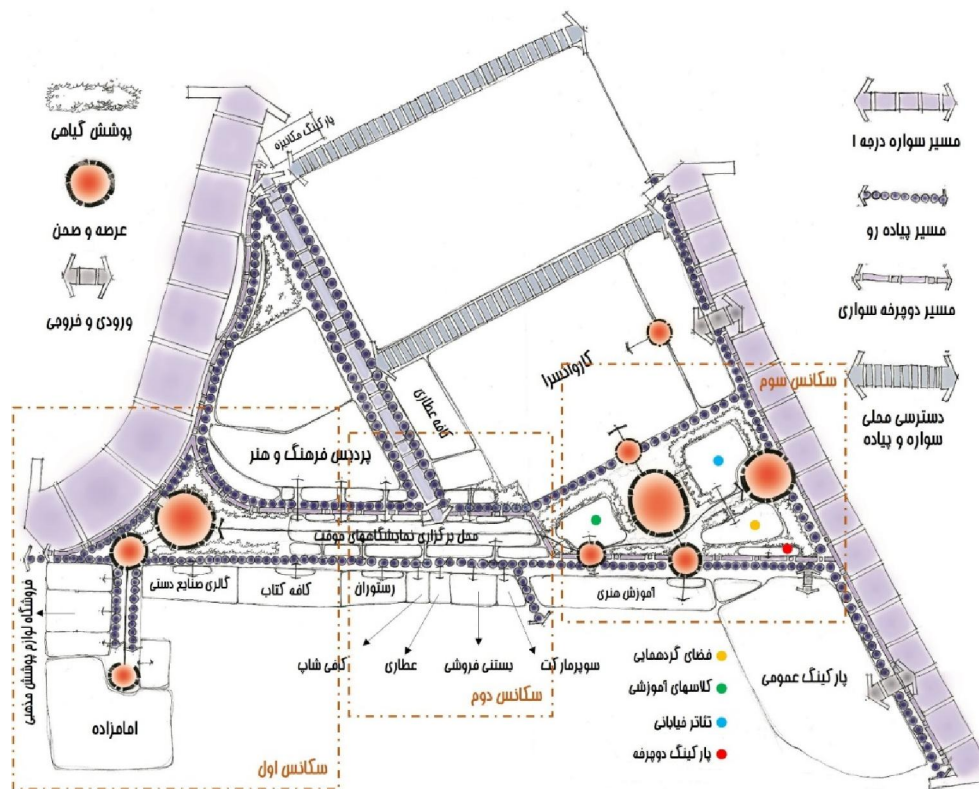 پوشش گیاهی
عرصه و صحن
ورودی و خروجی
مسیر سواره درجه ۱
مسیر پیاده رو
مسیر دوچرخه سواری
دسترسی محلی
سواره و پیاده
پارکینگ مکانیزه
کاروانسرا
کافه عطاری
سکانس سوم
پردیس فرهنگ و هنر
محل برگزاری نمایشگاههای موقت
گالری صنایع دستی
کافه کتاب
رستوران
آموزش هنری
فروشگاه لوازم پوشش مذهبی
کافی شاپ
عطاری
بستنی فروشی
سوپرمارکت
سکانس دوم
امامزاده
سکانس اول
پارکینگ عمومی
فضای گردهمایی
کلاسهای آموزشی
تئاتر خیابانی
پارکینگ دوچرخه